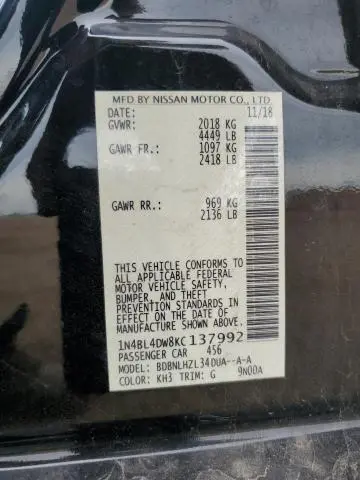 MFD BY NISSAN MOTOR CO., LTD.
DATE: 11/18
GVWR: 2018 KG
4449 LB
GAWR FR.: 1097 KG
2418 LB
GAWR RR.: 969 KG
2136 LB
THIS VEHICLE CONFORMS TO
ALL APPLICABLE FEDERAL
MOTOR VEHICLE SAFETY,
BUMPER, AND THEFT
PREVENTION STANDARDS IN
EFFECT ON THE DATE OF
MANUFACTURE SHOWN ABOVE.
1N4BL4DW8KC137992
PASSENGER CAR 456
MODEL: BDBNLHZL34DUA--A-A
COLOR: KH3 TRIM: G 9N00A